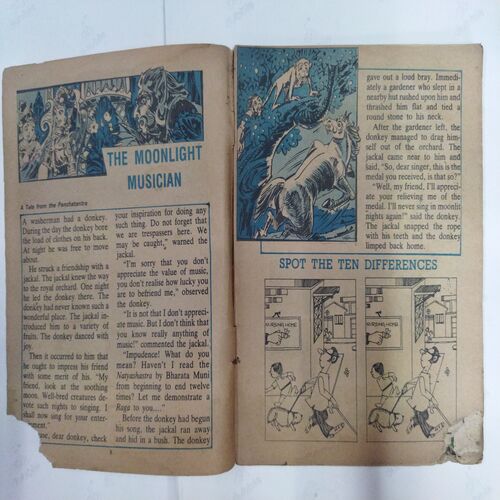 THE MOONLIGHT
MUSICIAN
A Tale from the Panchatantra
A washerman had a donkey.
During the day the donkey bore
the load of clothes on his back.
At night he was free to move
about.
He struck a friendship with a
jackal. The jackal knew the way
to the royal orchard. One night
he led the donkey there. The
donkey had never known such a
wonderful place. The jackal in-
troduced him to a variety of
fruits. The donkey danced with
joy.
Then it occurred to him that
he ought to impress his friend
with some merit of his. "My
friend, look at the soothing
moon. Well-bred creatures de-
vote such nights to singing. I
shall now sing for your enter-
ment."
dear donkey, check
your inspiration for doing any
such thing. Do not forget that
we are trespassers here. We
may be caught," warned the
jackal.
"I'm sorry that you don't
appreciate the value of music,
you don't realise how lucky you
are to befriend me," observed
the donkey.
"It is not that I don't appreci-
ate music. But I don't think that
you know really anything of
music!" commented the jackal.
"Impudence! What do you
mean? Haven't I read the
Natyashastra by Bharata Muni
from beginning to end twelve
times? Let me demonstrate a
Raga to you...."
Before the donkey had begun
his song, the jackal ran away
and hid in a bush. The donkey
gave out a loud bray. Immedi-
ately a gardener who slept in a
nearby hut rushed upon him and
thrashed him flat and tied a
round stone to his neck.
After the gardener left, the
donkey managed to drag him-
self out of the orchard. The
jackal came near to him and
said, "So, dear singer, this is the
medal you received, is that so?"
"Well, my friend, I'll appreci-
ate your relieving me of the
medal. I'll never sing in moonlit
nights again!" said the donkey.
The jackal snapped the rope
with his teeth and the donkey
limped back home.
SPOT THE TEN DIFFERENCES
NURSING HOME
NURSING HOME